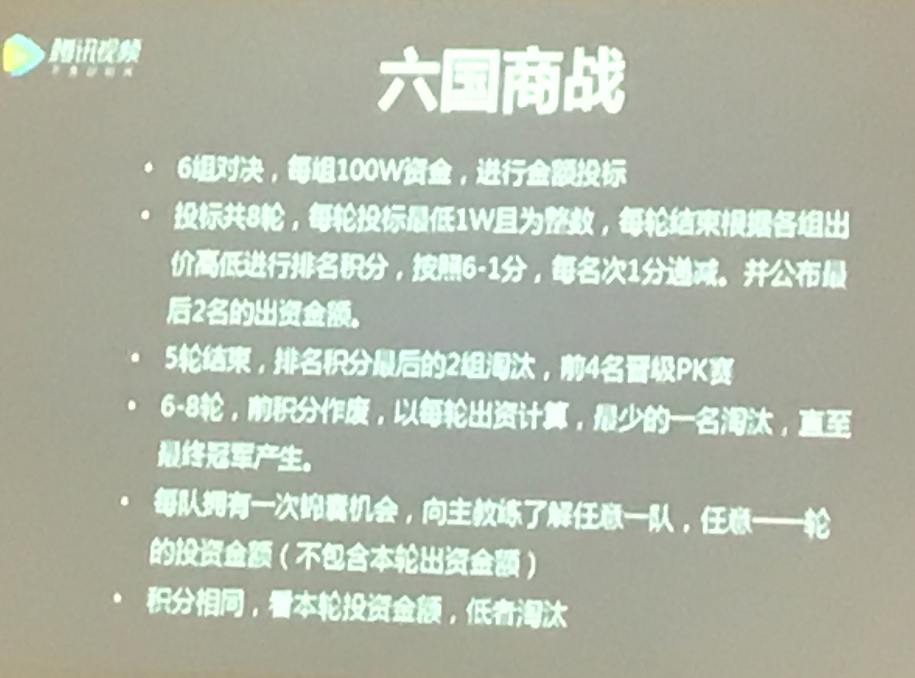 腾讯视频
六国商战
• 6组对决，每组100W资金，进行金额投标
• 投标共8轮，每轮投标最低1W且为整数，每轮结束根据各组出
价高低进行排名积分，按照6-1分，每名次1分递减。并公布最
后2名的出资金额。
• 5轮结束，排名积分最后的2组淘汰，前4名晋级PK赛
• 6-8轮，前积分作废，以每轮出资计算，最少的一名淘汰，直至
最终冠军产生。
• 每队拥有一次锦囊机会，向主教练了解任意一队，任意一一轮
的投资金额（不包含本轮出资金额）
• 积分相同，看本轮投资金额，低者淘汰